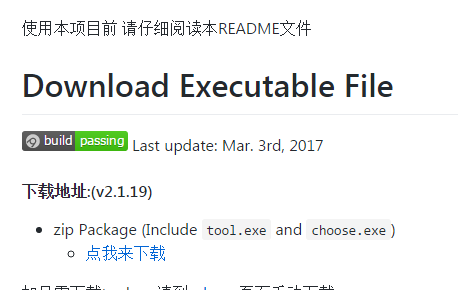 使用本项目前 请仔细阅读本README文件
Download Executable File
build passing Last update: Mar. 3rd, 2017
下载地址:(v2.1.19)
zip Package (Include tool.exe and choose.exe)
点我来下载